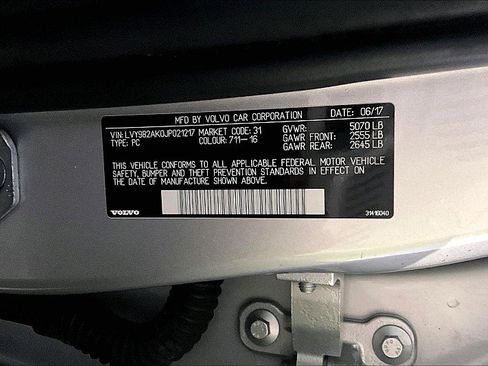 MFD BY VOLVO CAR CORPORATION DATE: 06/17
VIN: LVY982AK0JP021217 MARKET CODE: 31 GVWR: 5070 LB
TYPE: PC COLOUR: 711-16 GAWR FRONT: 2555 LB
GAWR REAR: 2645 LB
THIS VEHICLE CONFORMS TO ALL APPLICABLE FEDERAL MOTOR VEHICLE
SAFETY, BUMPER AND THEFT PREVENTION STANDARDS IN EFFECT ON
THE DATE OF MANUFACTURE SHOWN ABOVE.
VOLVO 31416040